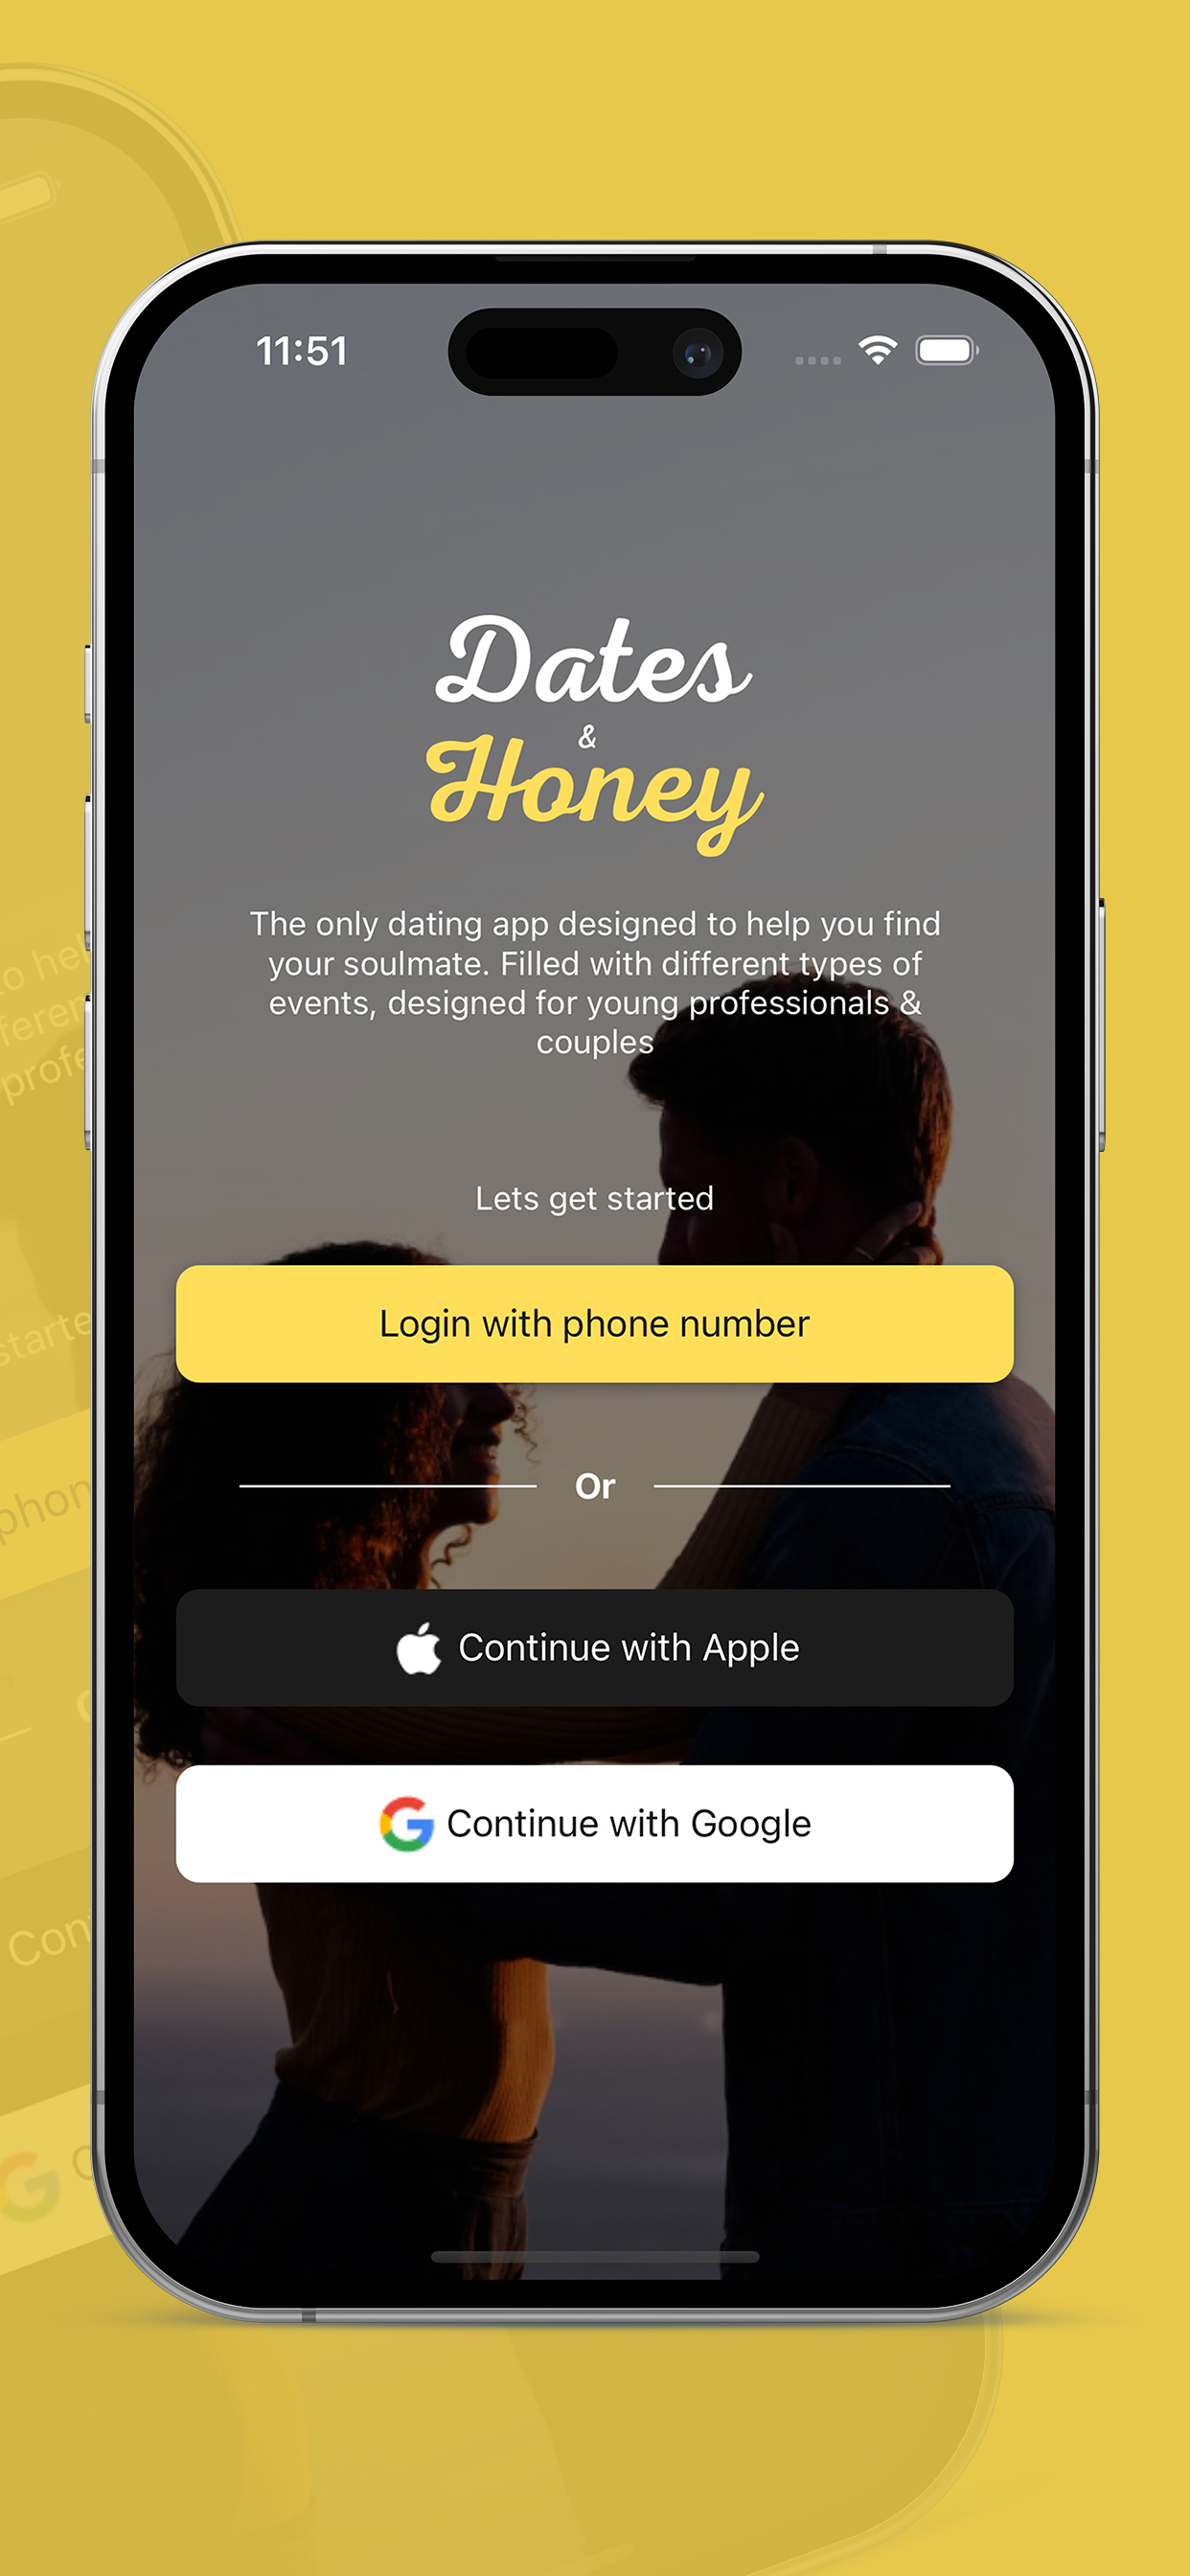 11:51
Dates
&
Honey
The only dating app designed to help you find
your soulmate. Filled with different types of
events, designed for young professionals &
couples
Lets get started
Login with phone number
Or
Continue with Apple
Continue with Google